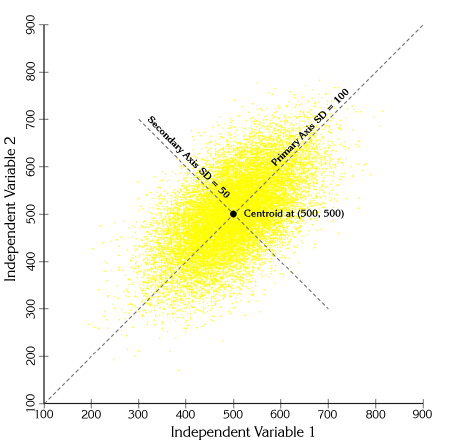 900
800
700
600
500
400
300
200
100
Independent Variable 2
Secondary Axis SD = 50
Primary Axis SD = 100
Centroid at (500, 500)
100 200 300 400 500 600 700 800 900
Independent Variable 1